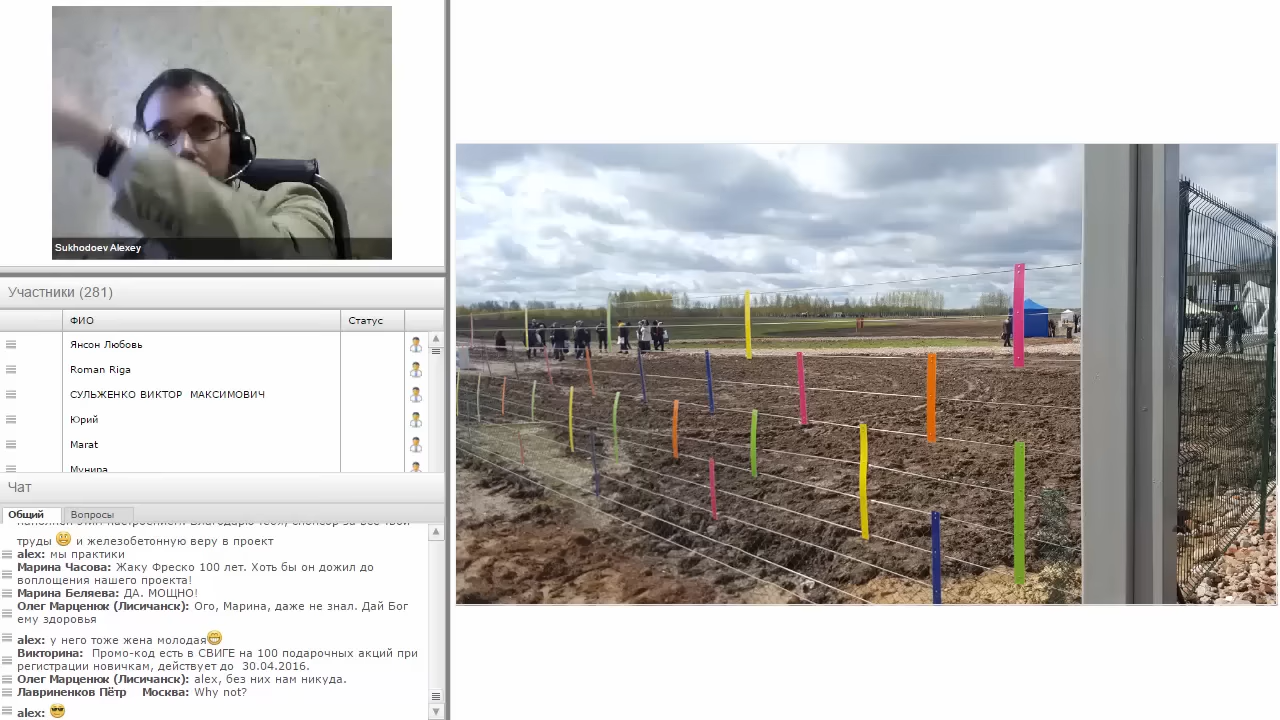 Sukhodoev Alexey
Участники (281)
ФИО
Статус
Янсон Любовь
Roman Riga
СУЛЬЖЕНКО ВИКТОР МАКСИМОВИЧ
Юрий
Marat
Мунира
Чат
Общий
Вопросы
труды и железобетонную веру в проект
alex: мы практики
Марина Часова: Жаку Фреско 100 лет. Хоть бы он дожил до
воплощения нашего проекта!
Марина Беляева: ДА. МОЩНО!
Олег Марценюк (Лисичанск): Ого, Марина, даже не знал. Дай Бог
ему здоровья
alex: у него тоже жена молодая
Викторина: Промо-код есть в СВИГЕ на 100 подарочных акций при
регистрации новичкам, действует до 30.04.2016.
Олег Марценюк (Лисичанск): alex, без них нам никуда.
Лавриненков Пётр Москва: Why not?
alex: